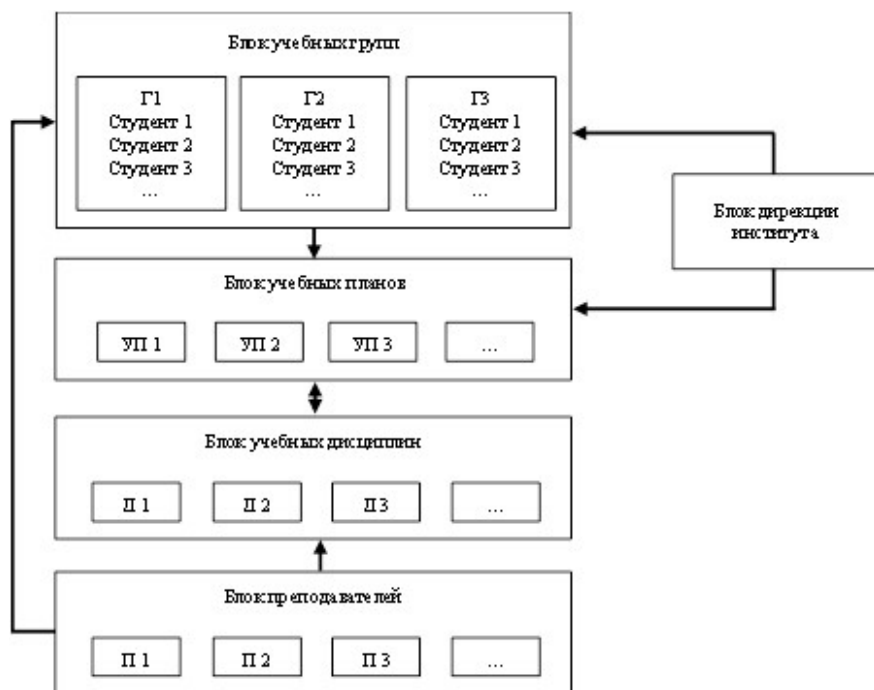 Блок учебных групп
Г1
Студент 1
Студент 2
Студент 3
...
Г2
Студент 1
Студент 2
Студент 3
...
Г3
Студент 1
Студент 2
Студент 3
...
Блок дирекции
института
Блок учебных планов
УП 1
УП 2
УП 3
...
Блок учебных дисциплин
Д 1
Д 2
Д 3
...
Блок преподавателей
П 1
П 2
П 3
...